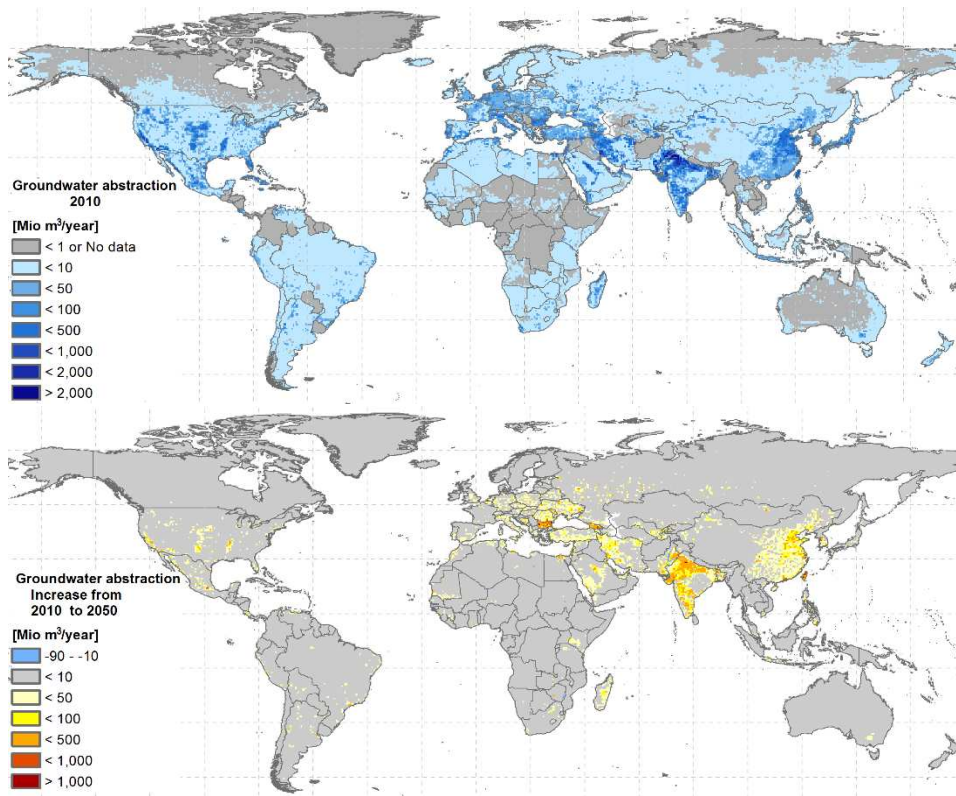 Groundwater abstraction
2010
[Mio m³/year]
< 1 or No data
< 10
< 50
< 100
< 500
< 1,000
< 2,000
> 2,000
Groundwater abstraction
Increase from
2010 to 2050
[Mio m³/year]
-90 - -10
< 10
< 50
< 100
< 500
< 1,000
> 1,000